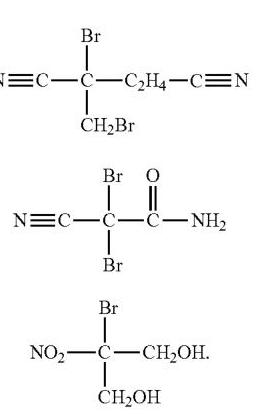 Br
N≡C—C—C₂H₄—C≡N
CH₂Br
Br O
N≡C—C—C—NH₂
Br
Br
NO₂—C—CH₂OH.
CH₂OH